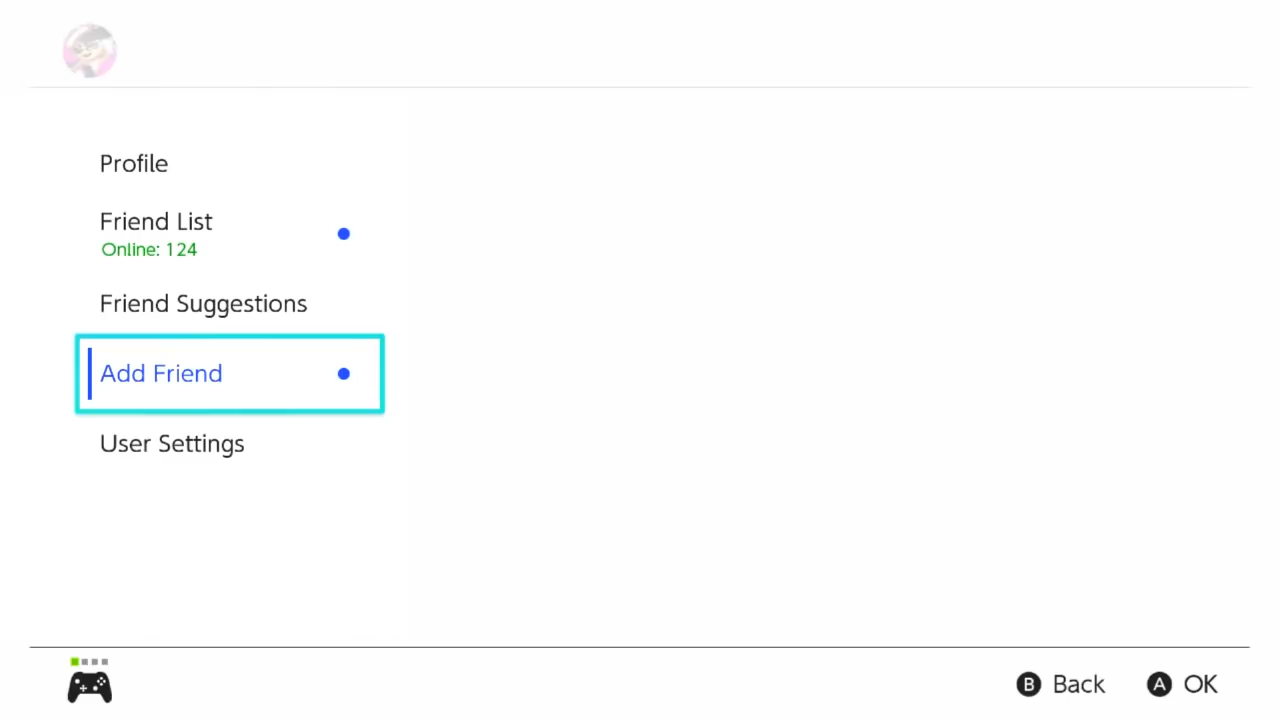 Profile
Friend List
Online: 124
Friend Suggestions
Add Friend
User Settings
B Back A OK